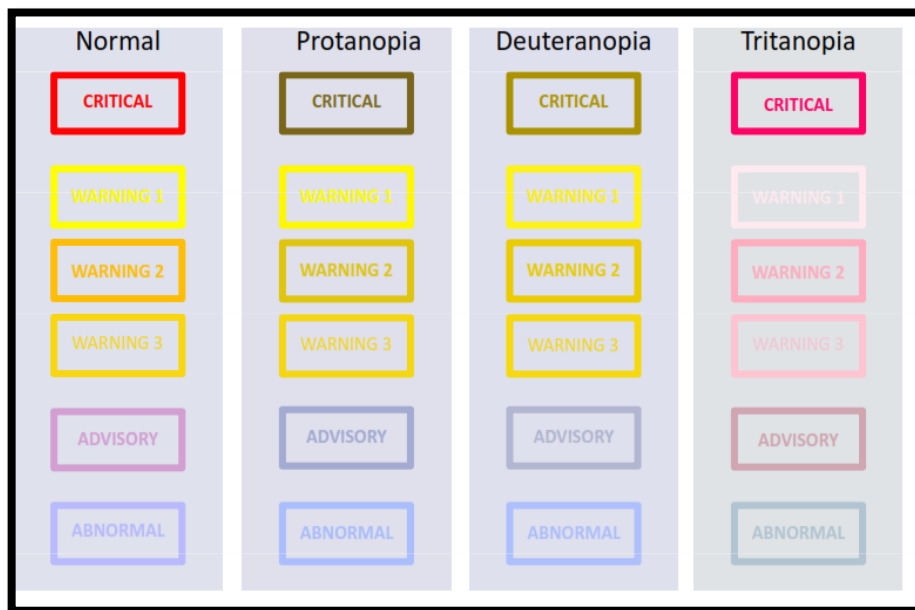 Normal
CRITICAL
WARNING 1
WARNING 2
WARNING 3
ADVISORY
ABNORMAL
Protanopia
CRITICAL
WARNING 1
WARNING 2
WARNING 3
ADVISORY
ABNORMAL
Deuteranopia
CRITICAL
WARNING 1
WARNING 2
WARNING 3
ADVISORY
ABNORMAL
Tritanopia
CRITICAL
WARNING 1
WARNING 2
WARNING 3
ADVISORY
ABNORMAL